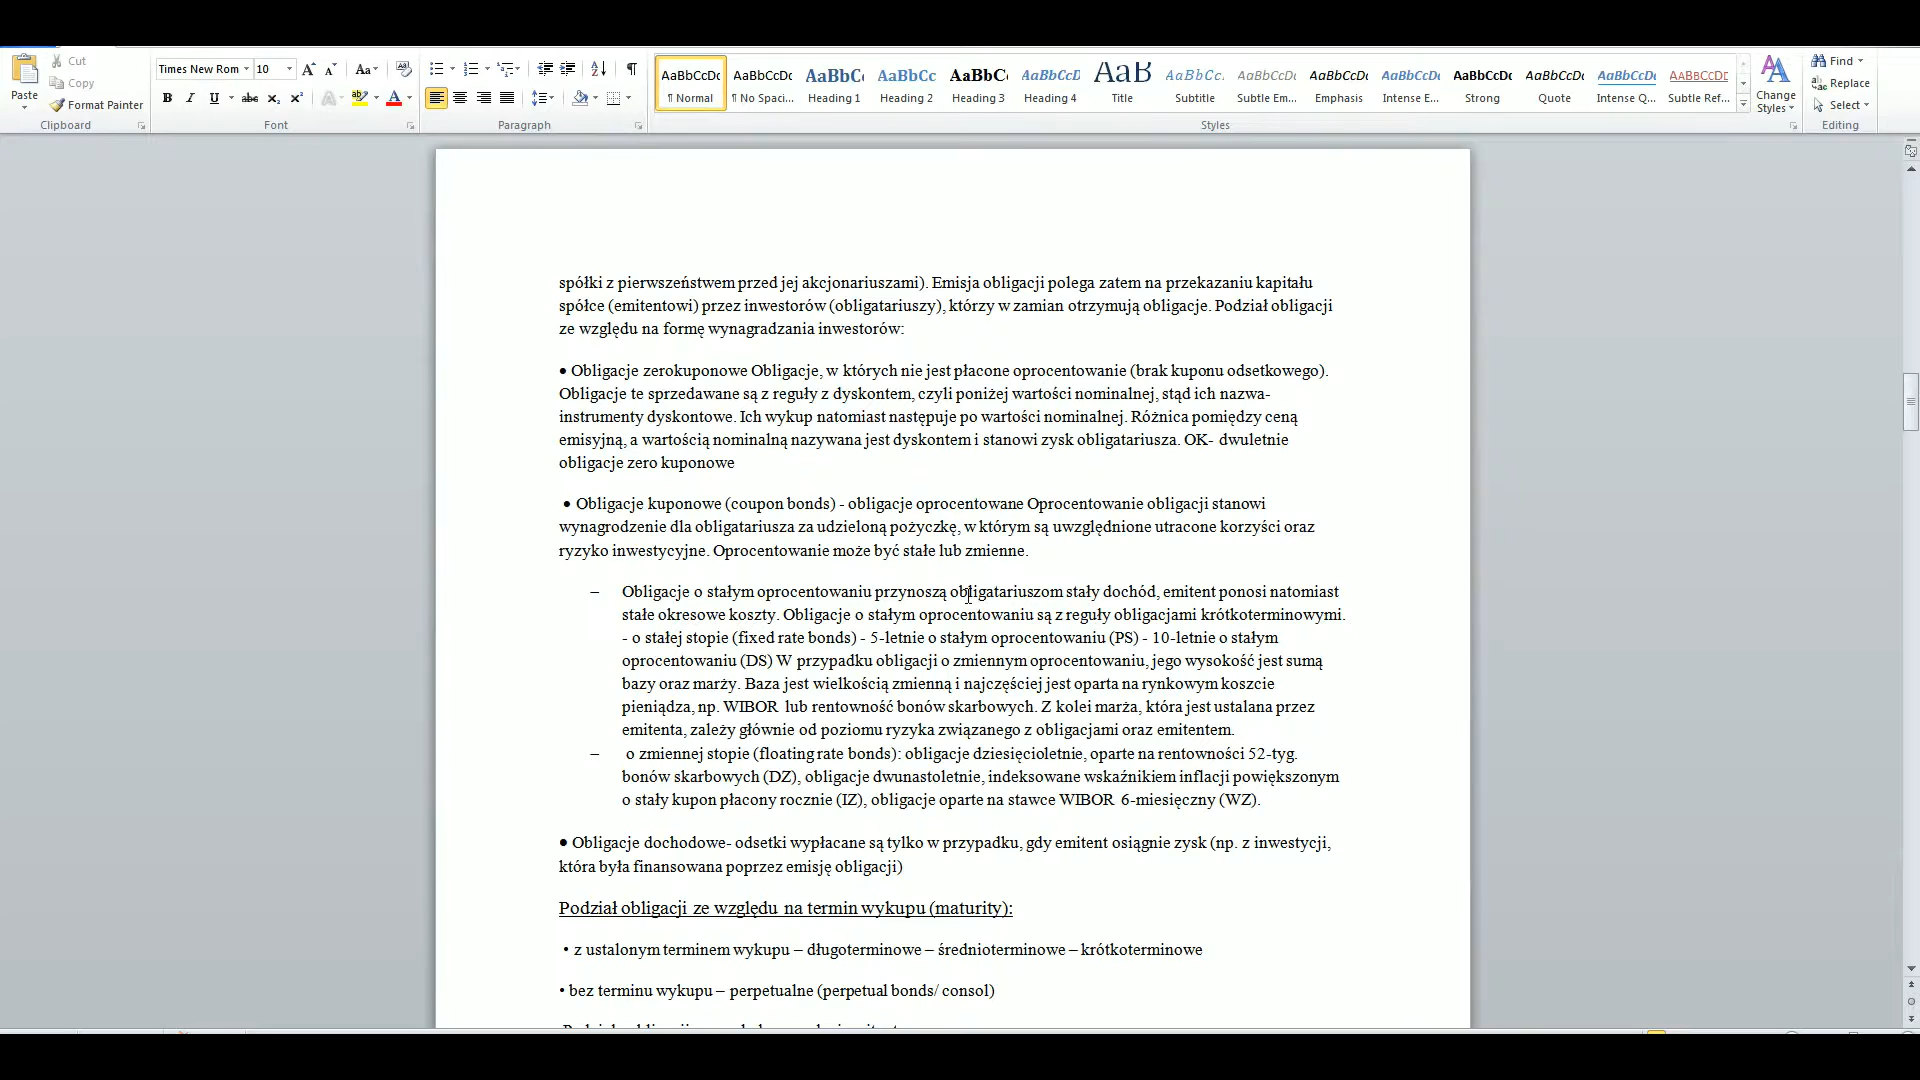 Cut
Copy
Paste
Format Painter
Clipboard
Times New Rom
10
Font
Paragraph
AaBbCcDc AaBbCcDc AaBbC AaBbCc AaBbC AaBbCcD AaB AaBbCc. AaBbCcDc AaBbCcDc AaBbCcDc AaBbCcDc AaBbCcDc AaBbCcDc AaBbCcDc
¶ Normal ¶ No Spaci... Heading 1 Heading 2 Heading 3 Heading 4 Title Subtitle Subtle Em... Emphasis Intense E... Strong Quote Intense Q... Subtle Ref...
Styles
Change Styles
Find
Replace
Select
Editing
spółki z pierwszeństwem przed jej akcjonariuszami). Emisja obligacji polega zatem na przekazaniu kapitału
spółce (emitentowi) przez inwestorów (obligatariuszy), którzy w zamian otrzymują obligacje. Podział obligacji
ze względu na formę wynagradzania inwestorów:
• Obligacje zerokuponowe Obligacje, w których nie jest płacone oprocentowanie (brak kuponu odsetkowego).
Obligacje te sprzedawane są z reguły z dyskontem, czyli poniżej wartości nominalnej, stąd ich nazwa-
instrumenty dyskontowe. Ich wykup natomiast następuje po wartości nominalnej. Różnica pomiędzy ceną
emisyjną, a wartością nominalną nazywana jest dyskontem i stanowi zysk obligatariusza. OK- dwuletnie
obligacje zero kuponowe
• Obligacje kuponowe (coupon bonds) - obligacje oprocentowane Oprocentowanie obligacji stanowi
wynagrodzenie dla obligatariusza za udzieloną pożyczkę, w którym są uwzględnione utracone korzyści oraz
ryzyko inwestycyjne. Oprocentowanie może być stałe lub zmienne.
– Obligacje o stałym oprocentowaniu przynoszą obligatariuszom stały dochód, emitent ponosi natomiast
stałe okresowe koszty. Obligacje o stałym oprocentowaniu są z reguły obligacjami krótkoterminowymi.
- o stałej stopie (fixed rate bonds) - 5-letnie o stałym oprocentowaniu (PS) - 10-letnie o stałym
oprocentowaniu (DS) W przypadku obligacji o zmiennym oprocentowaniu, jego wysokość jest sumą
bazy oraz marży. Baza jest wielkością zmienną i najczęściej jest oparta na rynkowym koszcie
pieniądza, np. WIBOR lub rentowność bonów skarbowych. Z kolei marża, która jest ustalana przez
emitenta, zależy głównie od poziomu ryzyka związanego z obligacjami oraz emitentem.
– o zmiennej stopie (floating rate bonds): obligacje dziesięcioletnie, oparte na rentowności 52-tyg.
bonów skarbowych (DZ), obligacje dwunastoletnie, indeksowane wskaźnikiem inflacji powiększonym
o stały kupon płacony rocznie (IZ), obligacje oparte na stawce WIBOR 6-miesięczny (WZ).
• Obligacje dochodowe- odsetki wypłacane są tylko w przypadku, gdy emitent osiągnie zysk (np. z inwestycji,
która była finansowana poprzez emisję obligacji)
Podział obligacji ze względu na termin wykupu (maturity):
• z ustalonym terminem wykupu – długoterminowe – średnioterminowe – krótkoterminowe
• bez terminu wykupu – perpetualne (perpetual bonds/ consol)